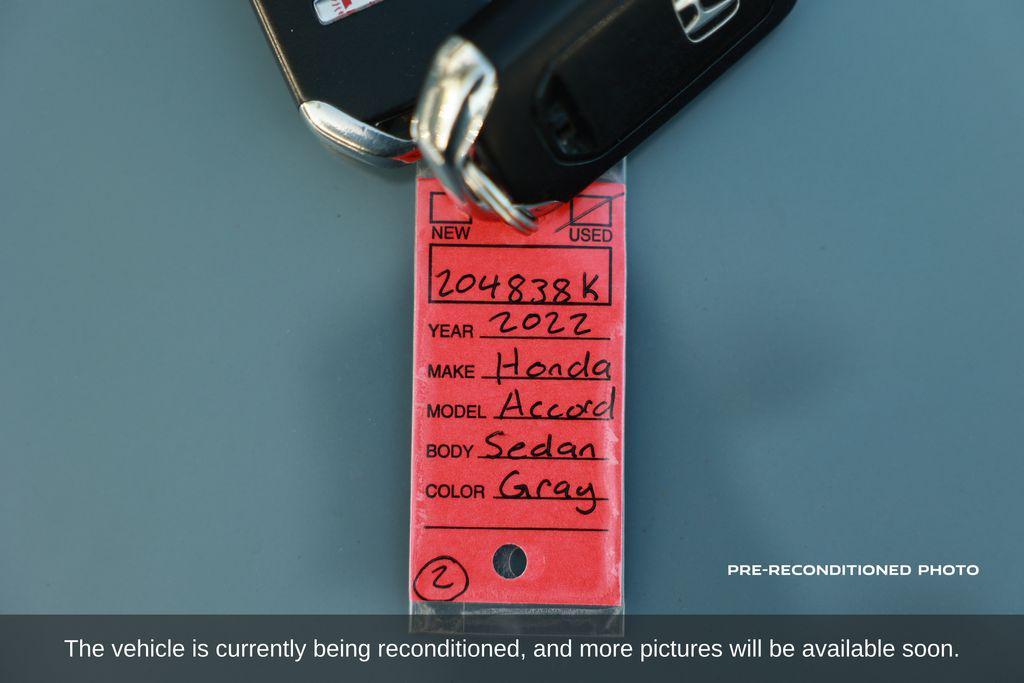 NEW USED
204838K
YEAR 2022
MAKE Honda
MODEL Accord
BODY Sedan
COLOR Gray
2
PRE-RECONDITIONED PHOTO
The vehicle is currently being reconditioned, and more pictures will be available soon.